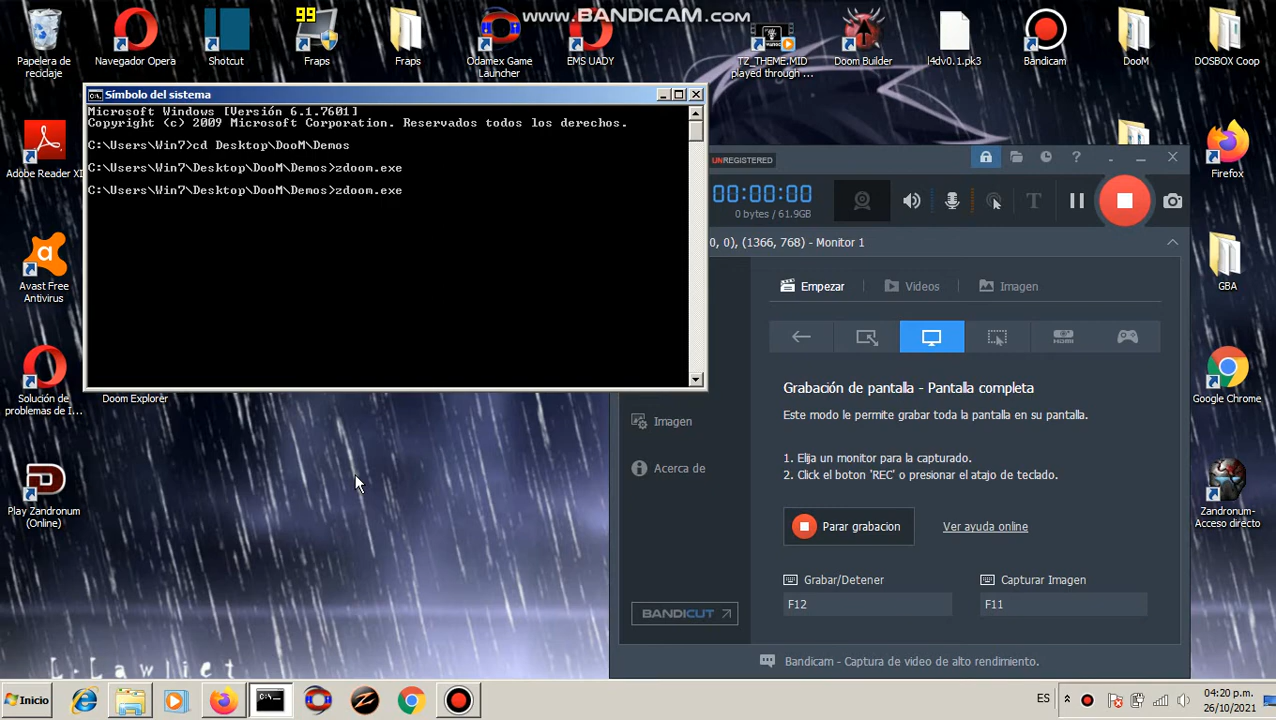 99
www.BANDICAM.com
Papelera de reciclaje
Navegador Opera
Shotcut
Fraps
Fraps
Odamex Game Launcher
EMS UADY
TZ_THEME.MID played through ...
Doom Builder
l4dv0.1.pk3
Bandicam
DooM
DOSBOX Coop
Símbolo del sistema
Microsoft Windows [Versión 6.1.7601]
Copyright (c) 2009 Microsoft Corporation. Reservados todos los derechos.
C:\Users\Win7>cd Desktop\DooM\Demos
C:\Users\Win7\Desktop\DooM\Demos>zdoom.exe
C:\Users\Win7\Desktop\DooM\Demos>zdoom.exe
Adobe Reader XI
Avast Free Antivirus
Solución de problemas de I...
Doom Explorer
Play Zandronum (Online)
UNREGISTERED
00:00:00
0 bytes / 61.9GB
0, 0), (1366, 768) - Monitor 1
Empezar
Videos
Imagen
Grabación de pantalla - Pantalla completa
Este modo le permite grabar toda la pantalla en su pantalla.
1. Elija un monitor para la capturado.
2. Click el boton 'REC' o presionar el atajo de teclado.
Imagen
Acerca de
Parar grabacion
Ver ayuda online
Grabar/Detener
Capturar Imagen
F12
F11
BANDICUT
Bandicam - Captura de video de alto rendimiento.
Firefox
GBA
Google Chrome
Zandronum- Acceso directo
L-Lawliet
Inicio
ES
04:20 p.m.
26/10/2021